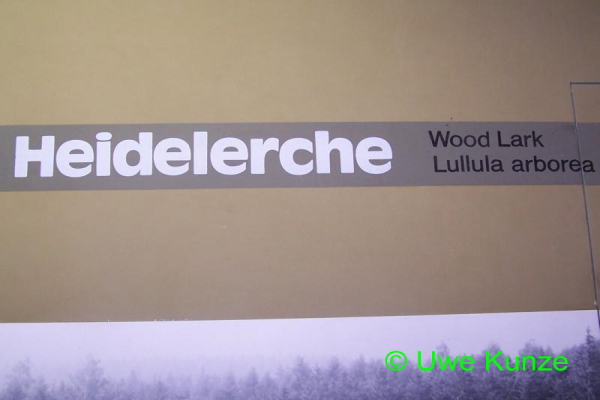 Heidelerche
Wood Lark
Lullula arborea
© Uwe Kunze